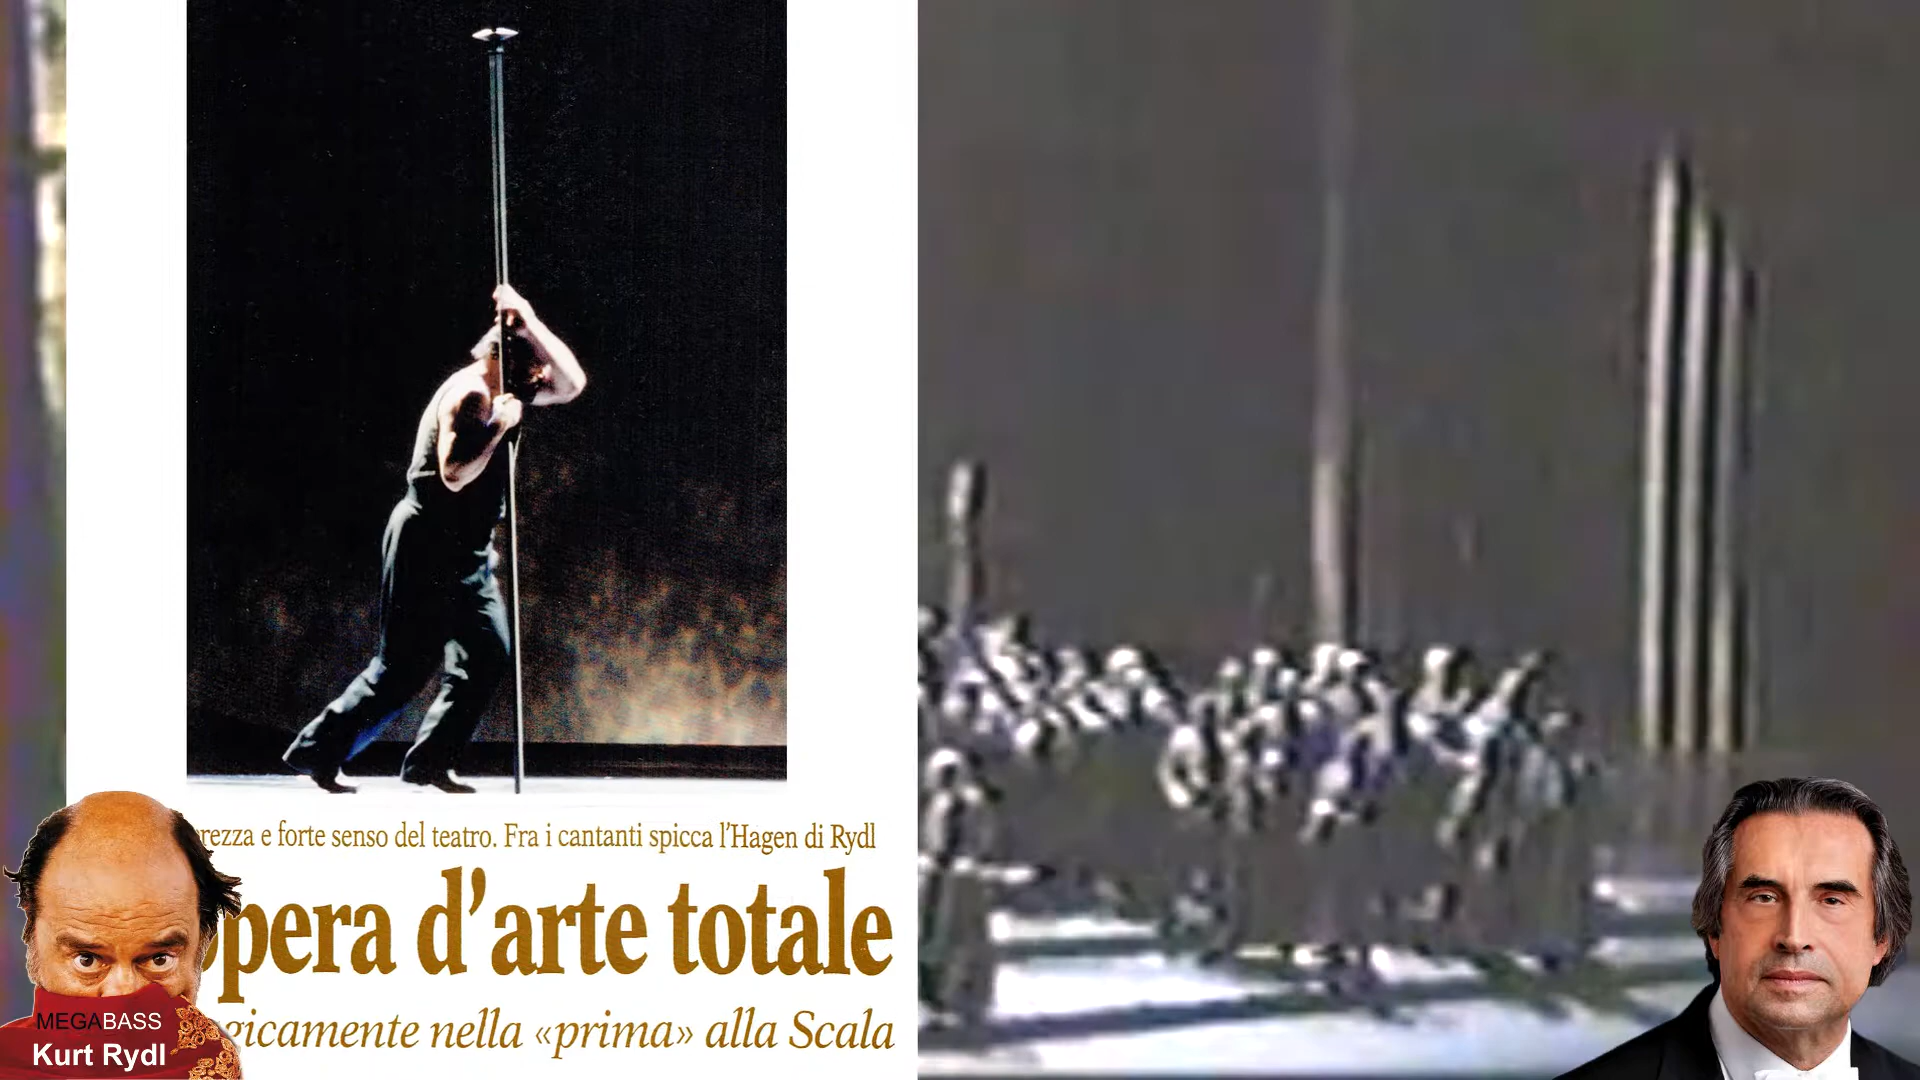 rezza e forte senso del teatro. Fra i cantanti spicca l'Hagen di Rydl
pera d'arte totale
gicamente nella «prima» alla Scala
MEGABASS
Kurt Rydl